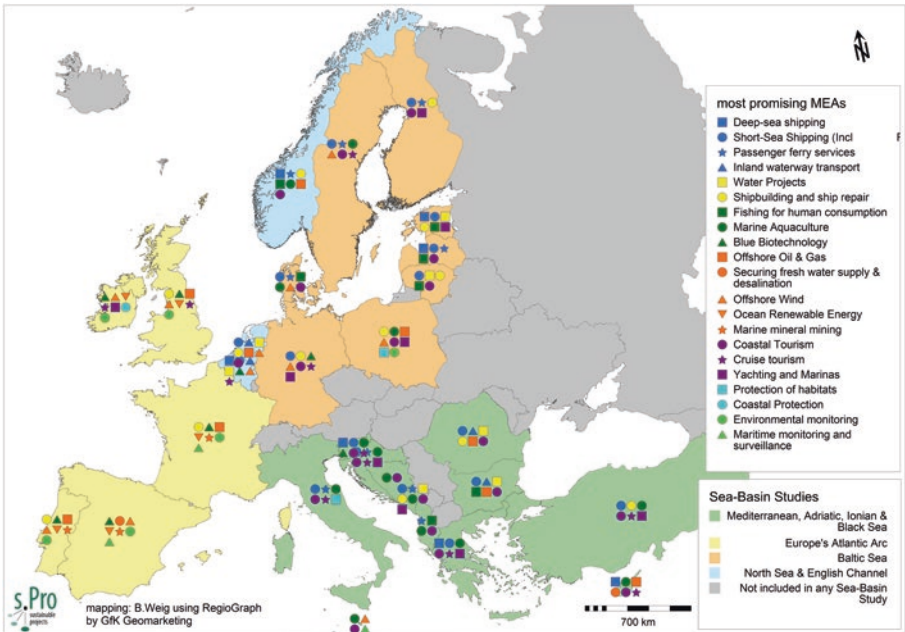 N
most promising MEAs
Deep-sea shipping
Short-Sea Shipping (Incl F
Passenger ferry services
Inland waterway transport
Water Projects
Shipbuilding and ship repair
Fishing for human consumption
Marine Aquaculture
Blue Biotechnology
Offshore Oil & Gas
Securing fresh water supply &
desalination
Offshore Wind
Ocean Renewable Energy
Marine mineral mining
Coastal Tourism
Cruise tourism
Yachting and Marinas
Protection of habitats
Coastal Protection
Environmental monitoring
Maritime monitoring and
surveillance
Sea-Basin Studies
Mediterranean, Adriatic, Ionian &
Black Sea
Europe's Atlantic Arc
Baltic Sea
North Sea & English Channel
Not included in any Sea-Basin
Study
s.Pro
sustainable
projects
mapping: B.Weig using RegioGraph
by GfK Geomarketing
700 km